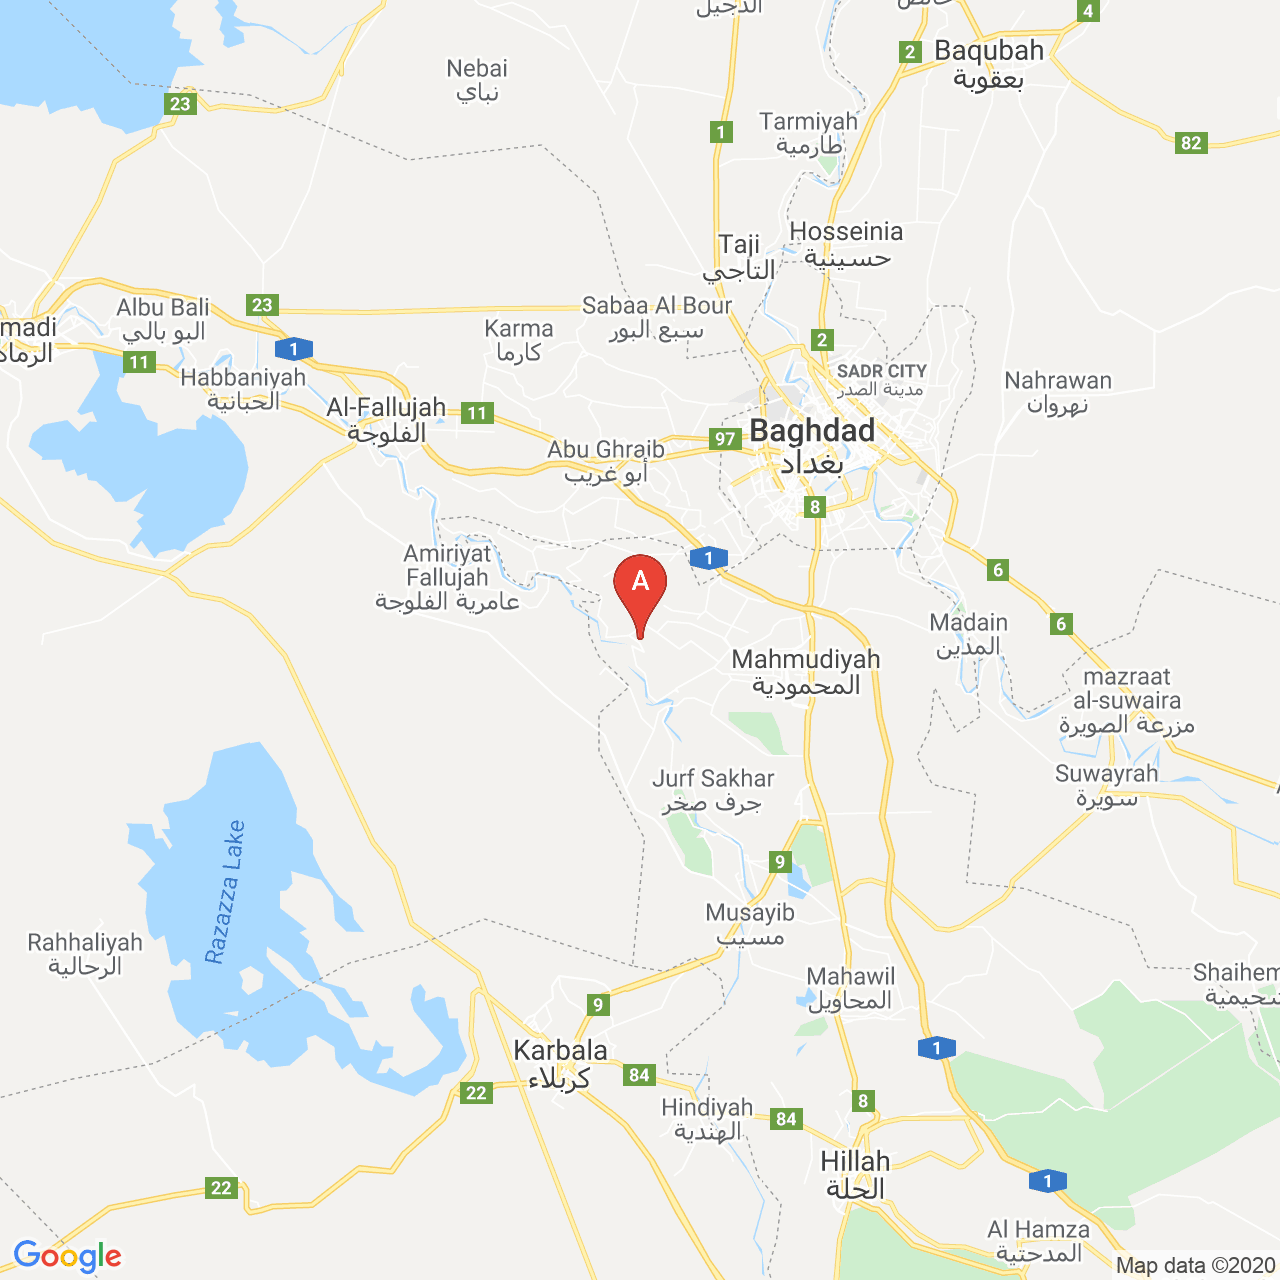 الدجيل
خالص
4
2
Baqubah
بعقوبة
Nebai
نباي
23
1
Tarmiyah
طارمية
82
Hosseinia
حسينية
Taji
التاجي
23
Albu Bali
البو بالي
Sabaa Al Bour
سبع البور
madi
الرماد
Karma
كارما
1
11
2
SADR CITY
مدينة الصدر
Habbaniyah
الحبانية
Nahrawan
نهروان
Al-Fallujah
الفلوجة
11
97
Baghdad
بغداد
Abu Ghraib
أبو غريب
8
1
6
Amiriyat
Fallujah
عامرية الفلوجة
A
Madain
المدين
6
Mahmudiyah
المحمودية
mazraat
al-suwaira
مزرعة الصويرة
Jurf Sakhar
جرف صخر
Suwayrah
سويرة
Razazza Lake
9
Musayib
مسيب
Rahhaliyah
الرحالية
Mahawil
المحاويل
Shaihem
شحيمية
9
Karbala
كربلاء
1
84
22
8
Hindiyah
الهندية
84
Hillah
الحلة
22
1
Al Hamza
المدحتية
Google
Map data ©2020